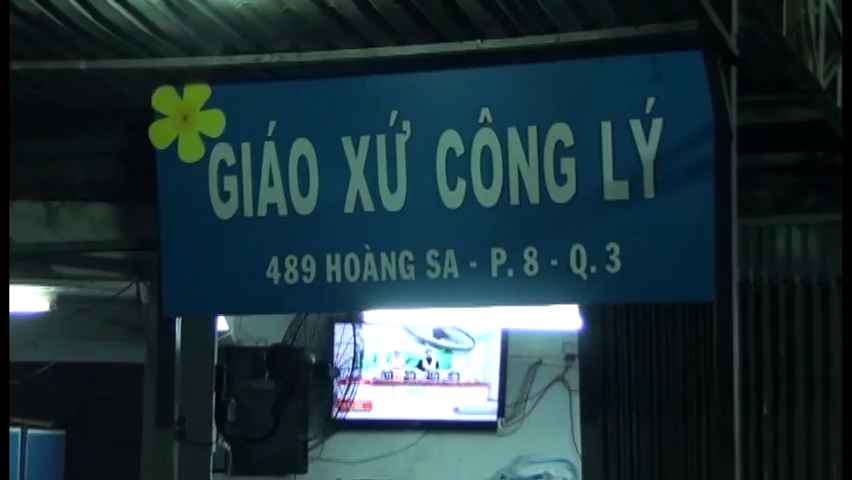 GIÁO XỨ CÔNG LÝ
489 HOÀNG SA - P. 8 - Q. 3